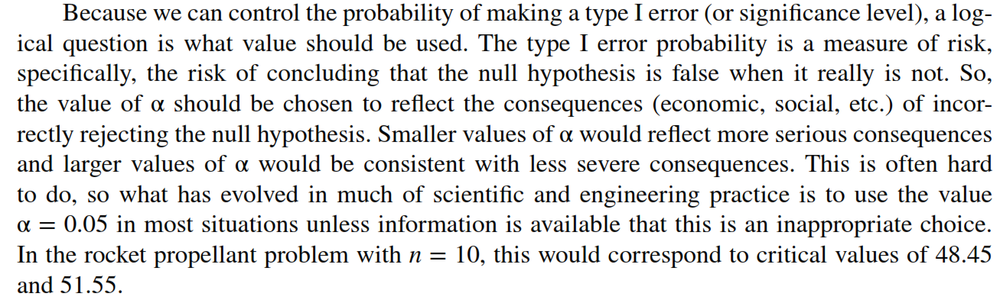 Because we can control the probability of making a type I error (or significance level), a log-
ical question is what value should be used. The type I error probability is a measure of risk,
specifically, the risk of concluding that the null hypothesis is false when it really is not. So,
the value of α should be chosen to reflect the consequences (economic, social, etc.) of incor-
rectly rejecting the null hypothesis. Smaller values of α would reflect more serious consequences
and larger values of α would be consistent with less severe consequences. This is often hard
to do, so what has evolved in much of scientific and engineering practice is to use the value
α = 0.05 in most situations unless information is available that this is an inappropriate choice.
In the rocket propellant problem with n = 10, this would correspond to critical values of 48.45
and 51.55.